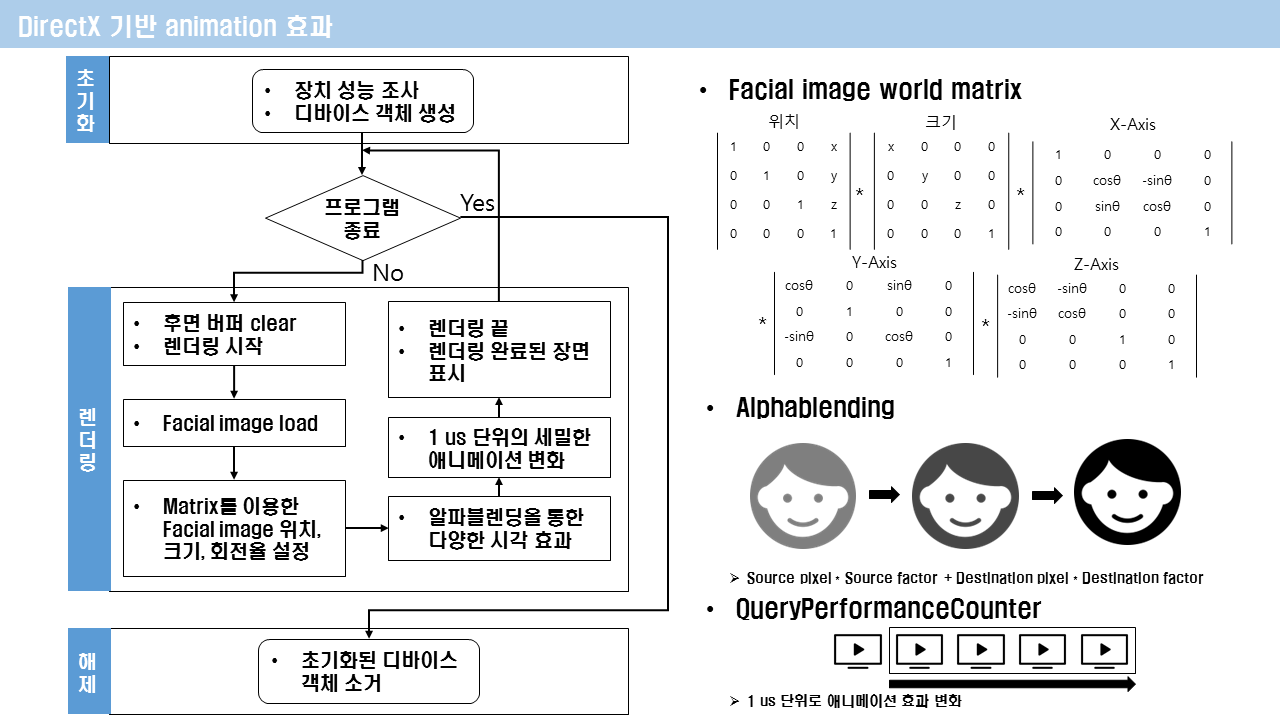 DirectX 기반 animation 효과
초
기
화
• 장치 성능 조사
• 디바이스 객체 생성
프로그램
종료
Yes
No
렌
더
링
• 후면 버퍼 clear
• 렌더링 시작
• Facial image load
• Matrix를 이용한
Facial image 위치,
크기, 회전율 설정
• 렌더링 끝
• 렌더링 완료된 장면
표시
• 1 us 단위의 세밀한
애니메이션 변화
• 알파블렌딩을 통한
다양한 시각 효과
해
제
• 초기화된 디바이스
객체 소거
• Facial image world matrix
위치
1 0 0 x
0 1 0 y
0 0 1 z
0 0 0 1
*
크기
x 0 0 0
0 y 0 0
0 0 z 0
0 0 0 1
*
X-Axis
1 0 0 0
0 cosθ -sinθ 0
0 sinθ cosθ 0
0 0 0 1
*
Y-Axis
cosθ 0 sinθ 0
0 1 0 0
-sinθ 0 cosθ 0
0 0 0 1
*
Z-Axis
cosθ -sinθ 0 0
-sinθ cosθ 0 0
0 0 1 0
0 0 0 1
• Alphablending
➢ Source pixel * Source factor + Destination pixel * Destination factor
• QueryPerformanceCounter
➢ 1 us 단위로 애니메이션 효과 변화